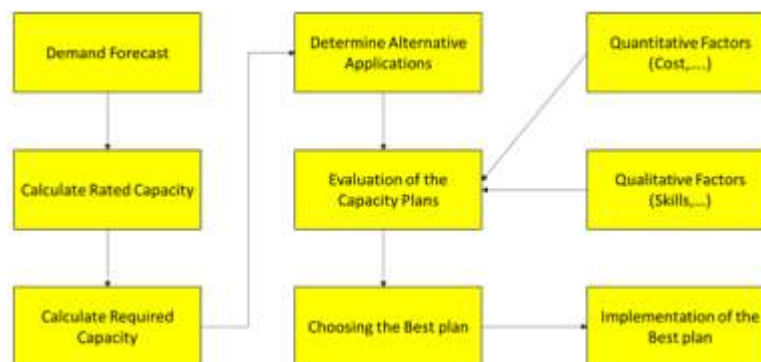 Demand Forecast
Calculate Rated Capacity
Calculate Required
Capacity
Determine Alternative
Applications
Evaluation of the
Capacity Plans
Choosing the Best plan
Quantitative Factors
(Cost,....)
Qualitative Factors
(Skills,...)
Implementation of the
Best plan